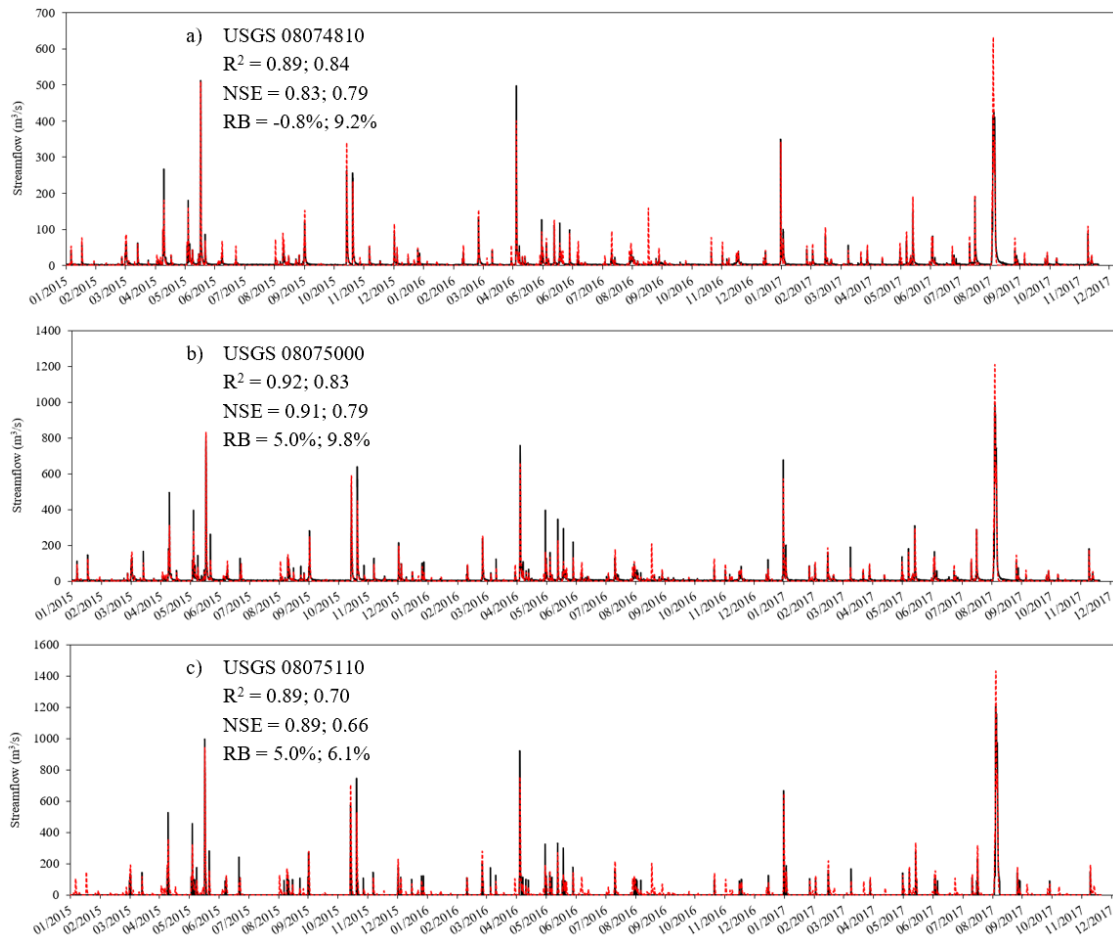 700
a) USGS 08074810
600
R² = 0.89; 0.84
500
NSE = 0.83; 0.79
400
RB = -0.8%; 9.2%
300
200
100
0
Streamflow (m³/s)
01/2015 02/2015 03/2015 04/2015 05/2015 06/2015 07/2015 08/2015 09/2015 10/2015 11/2015 12/2015 01/2016 02/2016 03/2016 04/2016 05/2016 06/2016 07/2016 08/2016 09/2016 10/2016 11/2016 12/2016 01/2017 02/2017 03/2017 04/2017 05/2017 06/2017 07/2017 08/2017 09/2017 10/2017 11/2017 12/2017
1400
b) USGS 08075000
1200
R² = 0.92; 0.83
1000
NSE = 0.91; 0.79
800
RB = 5.0%; 9.8%
600
400
200
0
Streamflow (m³/s)
01/2015 02/2015 03/2015 04/2015 05/2015 06/2015 07/2015 08/2015 09/2015 10/2015 11/2015 12/2015 01/2016 02/2016 03/2016 04/2016 05/2016 06/2016 07/2016 08/2016 09/2016 10/2016 11/2016 12/2016 01/2017 02/2017 03/2017 04/2017 05/2017 06/2017 07/2017 08/2017 09/2017 10/2017 11/2017 12/2017
1600
c) USGS 08075110
1400
R² = 0.89; 0.70
1200
NSE = 0.89; 0.66
1000
RB = 5.0%; 6.1%
800
600
400
200
0
Streamflow (m³/s)
01/2015 02/2015 03/2015 04/2015 05/2015 06/2015 07/2015 08/2015 09/2015 10/2015 11/2015 12/2015 01/2016 02/2016 03/2016 04/2016 05/2016 06/2016 07/2016 08/2016 09/2016 10/2016 11/2016 12/2016 01/2017 02/2017 03/2017 04/2017 05/2017 06/2017 07/2017 08/2017 09/2017 10/2017 11/2017 12/2017